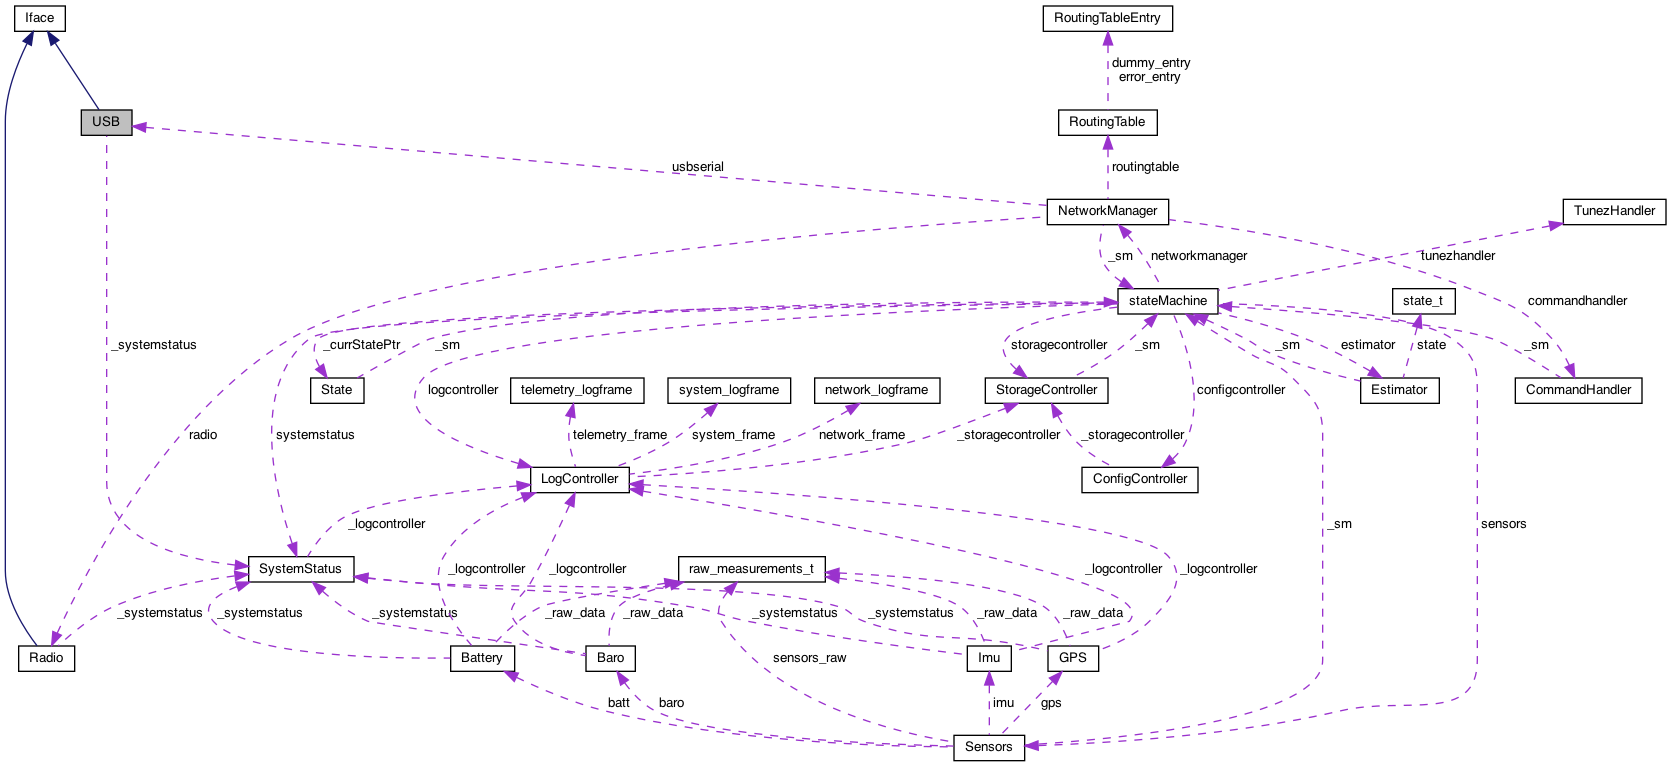 Iface
RoutingTableEntry
dummy_entry
error_entry
USB
RoutingTable
usbserial
routingtable
NetworkManager
TunezHandler
_sm
networkmanager
tunezhandler
stateMachine
state_t
commandhandler
_systemstatus
_currStatePtr
_sm
storagecontroller
_sm
_sm
estimator
state
_sm
State
logcontroller
telemetry_logframe
system_logframe
network_logframe
StorageController
configcontroller
Estimator
CommandHandler
radio
systemstatus
telemetry_frame
system_frame
network_frame
_storagecontroller
_storagecontroller
LogController
ConfigController
_logcontroller
_sm
sensors
SystemStatus
_logcontroller
_logcontroller
raw_measurements_t
_logcontroller
_logcontroller
_systemstatus
_systemstatus
_systemstatus
_raw_data
_raw_data
_systemstatus
_systemstatus
_raw_data
_raw_data
Radio
Battery
Baro
sensors_raw
Imu
GPS
batt
baro
imu
gps
Sensors